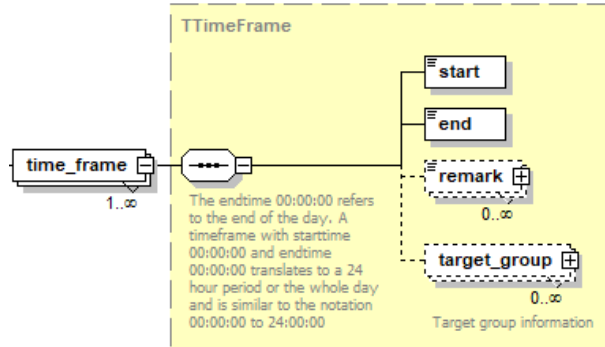 TTimeFrame
start
end
time_frame
1..∞
remark
0..∞
The endtime 00:00:00 refers
to the end of the day. A
timeframe with starttime
00:00:00 and endtime
00:00:00 translates to a 24
hour period or the whole day
and is similar to the notation
00:00:00 to 24:00:00
target_group
0..∞
Target group information